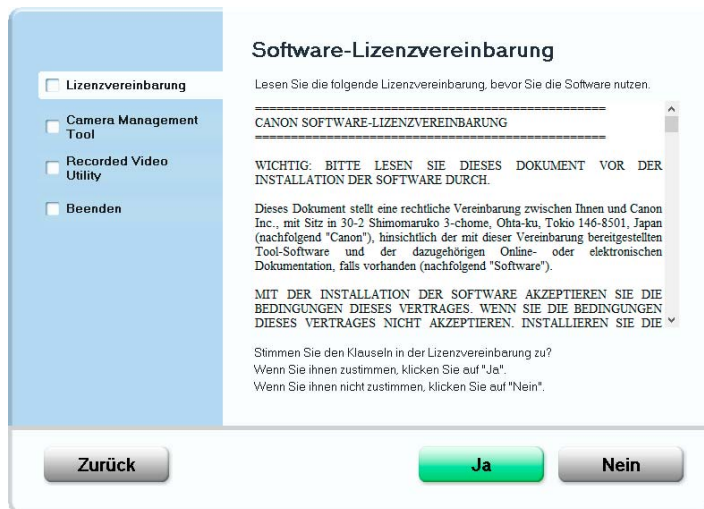 Software-Lizenzvereinbarung
Lizenzvereinbarung
Camera Management
Tool
Recorded Video
Utility
Beenden
Lesen Sie die folgende Lizenzvereinbarung, bevor Sie die Software nutzen.
==================================================
CANON SOFTWARE-LIZENZVEREINBARUNG
==================================================
WICHTIG: BITTE LESEN SIE DIESES DOKUMENT VOR DER
INSTALLATION DER SOFTWARE DURCH.
Dieses Dokument stellt eine rechtliche Vereinbarung zwischen Ihnen und Canon
Inc., mit Sitz in 30-2 Shimomaruko 3-chome, Ohta-ku, Tokio 146-8501, Japan
(nachfolgend "Canon"), hinsichtlich der mit dieser Vereinbarung bereitgestellten
Tool-Software und der dazugehörigen Online- oder elektronischen
Dokumentation, falls vorhanden (nachfolgend "Software").
MIT DER INSTALLATION DER SOFTWARE AKZEPTIEREN SIE DIE
BEDINGUNGEN DIESES VERTRAGES. WENN SIE DIE BEDINGUNGEN
DIESES VERTRAGES NICHT AKZEPTIEREN. INSTALLIEREN SIE DIE
Stimmen Sie den Klauseln in der Lizenzvereinbarung zu?
Wenn Sie ihnen zustimmen, klicken Sie auf "Ja".
Wenn Sie ihnen nicht zustimmen, klicken Sie auf "Nein".
Zurück
Ja
Nein